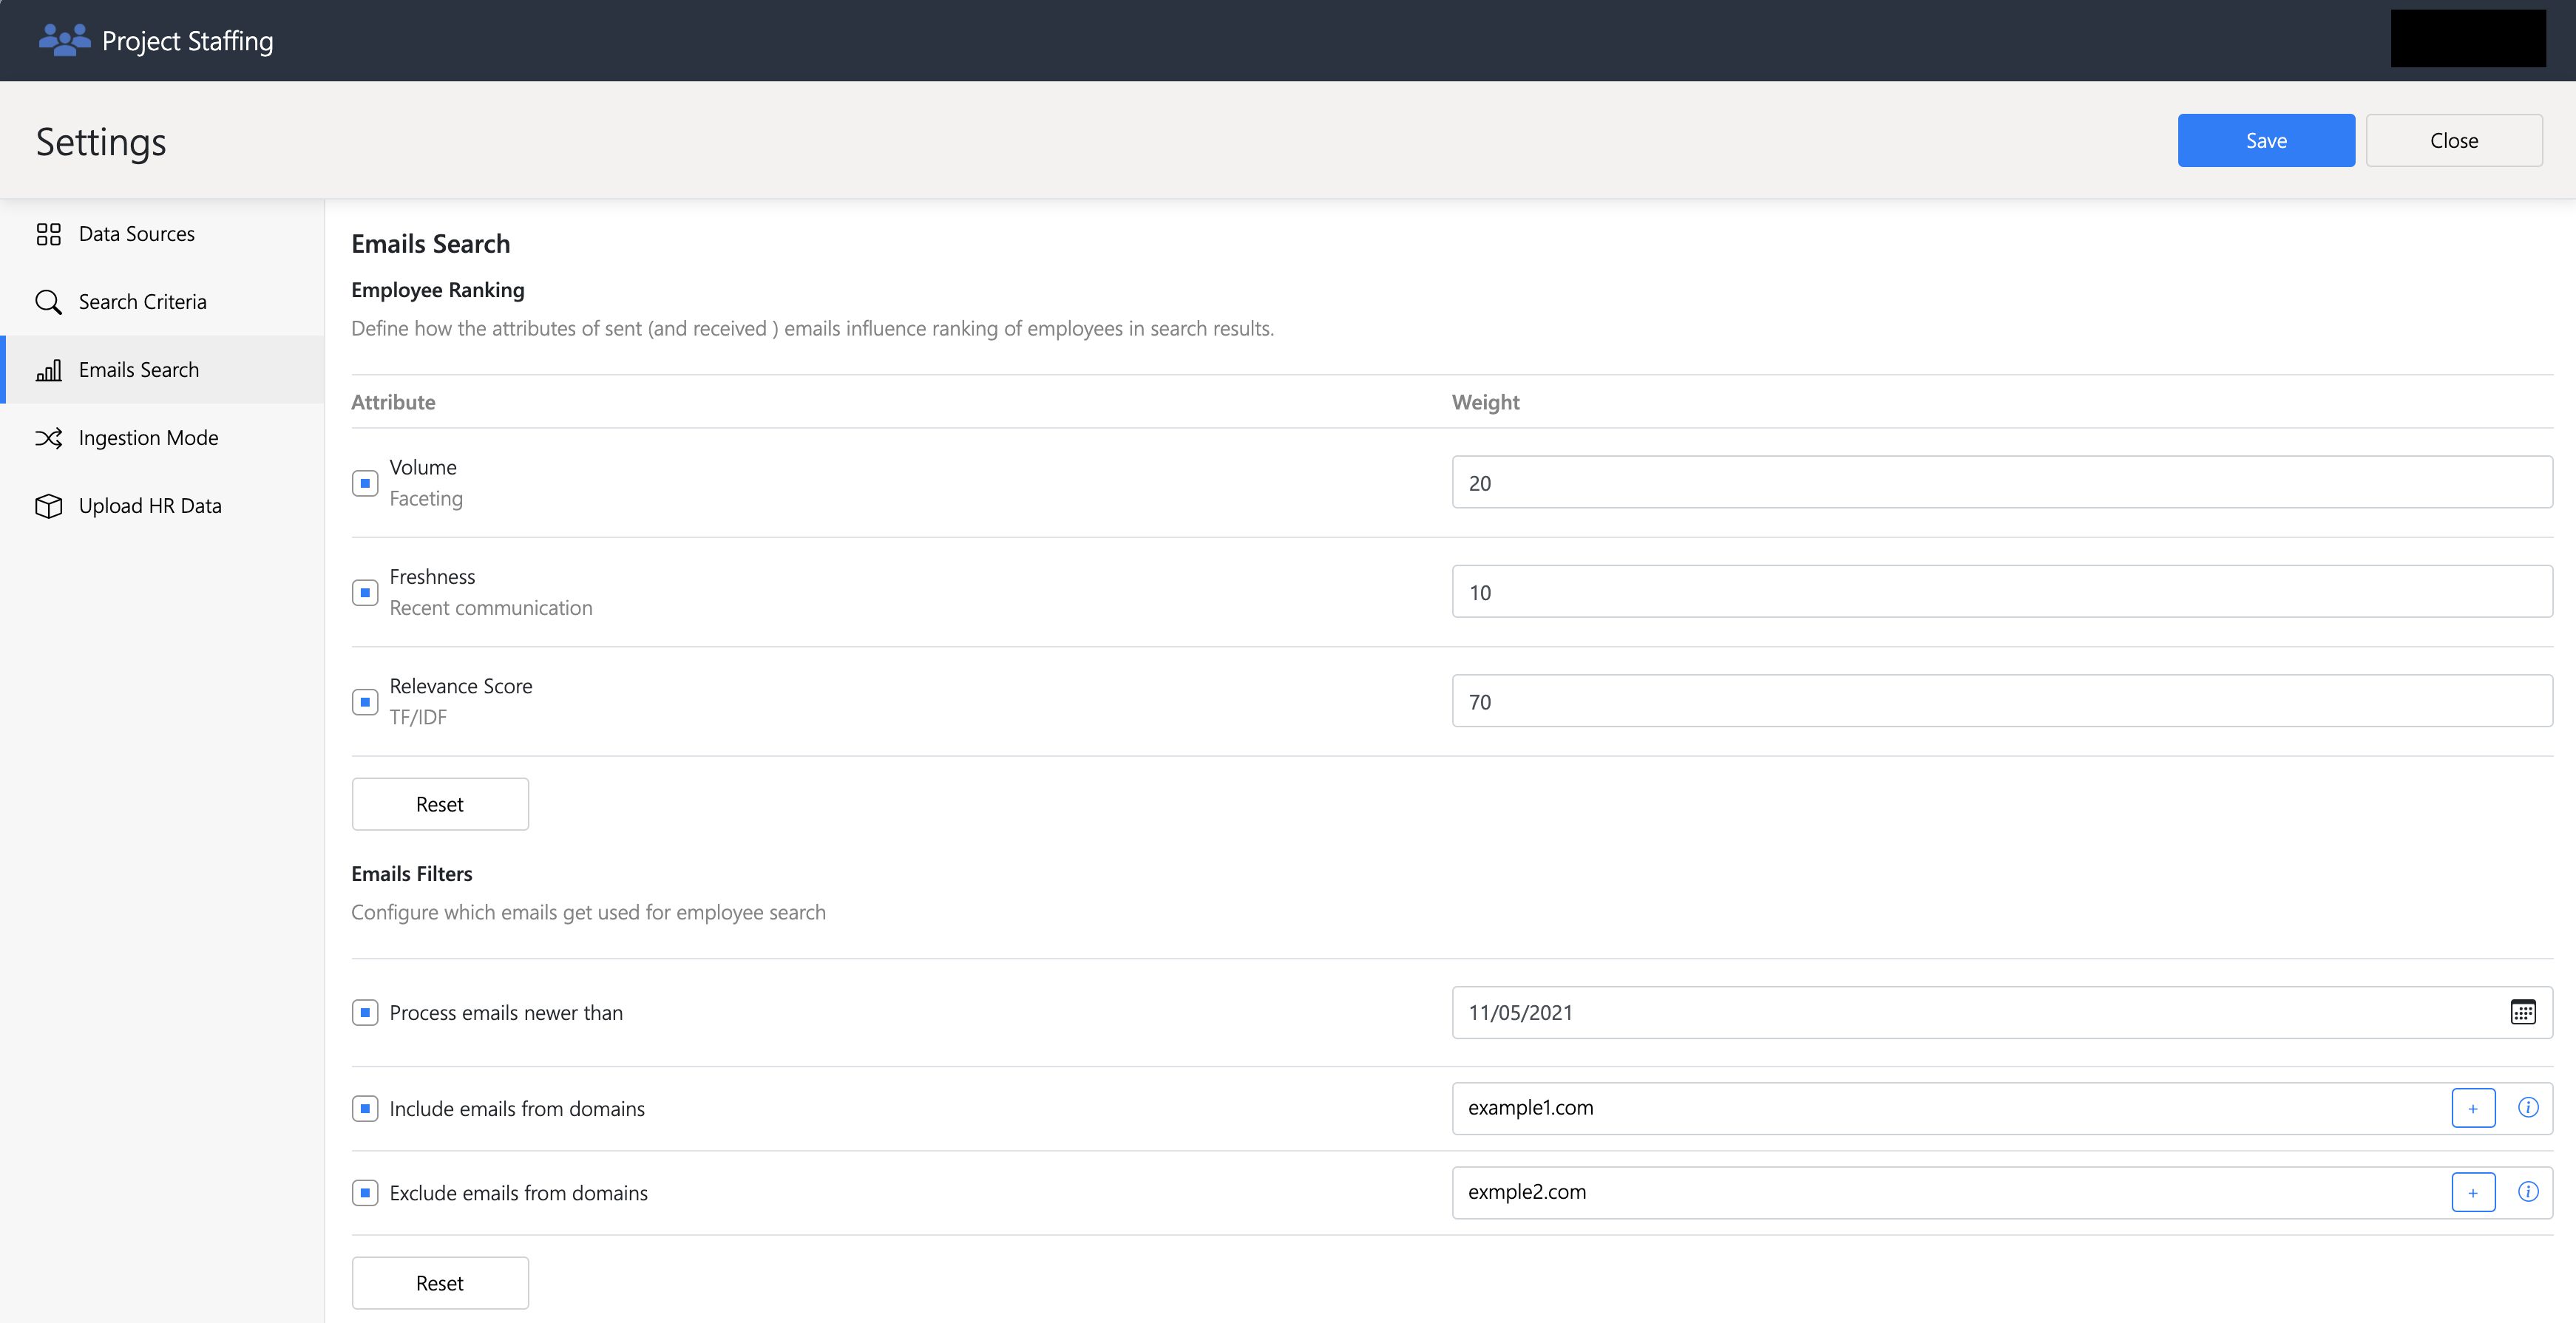 Project Staffing
Settings
Save
Close
Data Sources
Search Criteria
Emails Search
Ingestion Mode
Upload HR Data
Emails Search
Employee Ranking
Define how the attributes of sent (and received ) emails influence ranking of employees in search results.
Attribute
Weight
Volume
Faceting
20
Freshness
Recent communication
10
Relevance Score
TF/IDF
70
Reset
Emails Filters
Configure which emails get used for employee search
Process emails newer than
11/05/2021
Include emails from domains
example1.com
+
Exclude emails from domains
exmple2.com
+
Reset